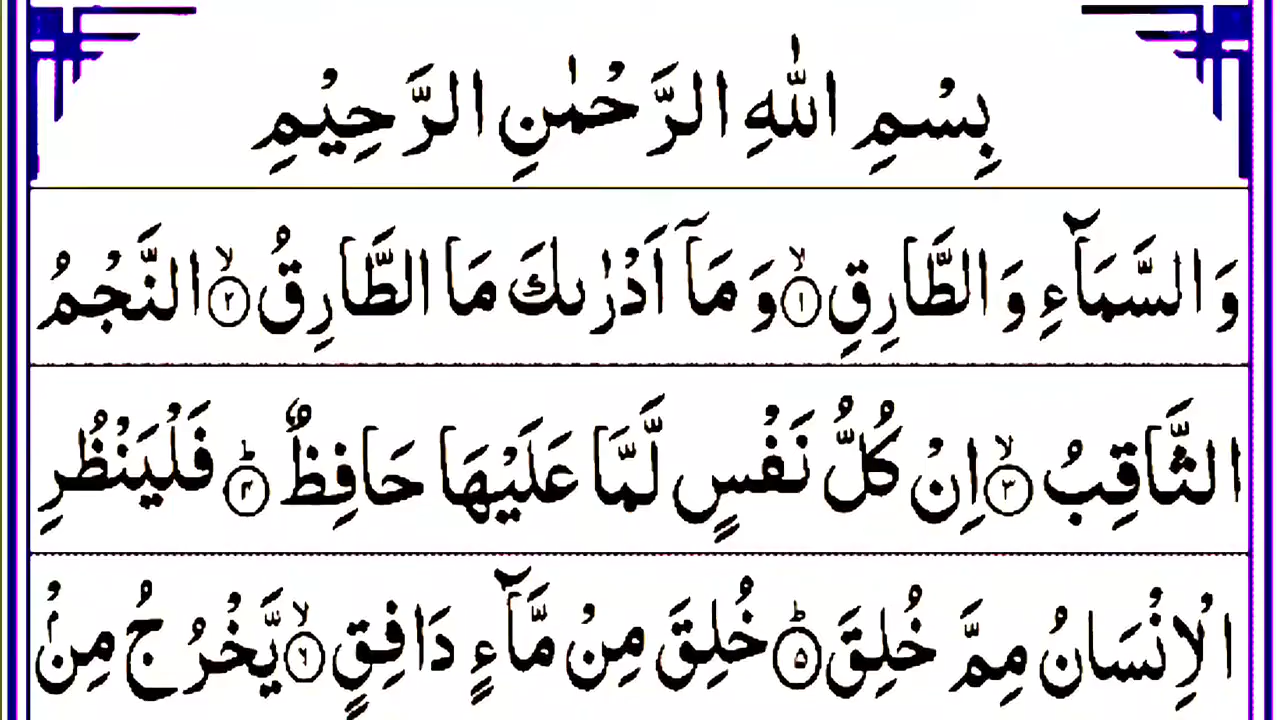 بِسْمِ اللّٰهِ الرَّحْمٰنِ الرَّحِيْمِ
وَالسَّمَآءِ وَالطَّارِقِ ۙ﴿۱﴾ وَمَآ اَدْرٰىكَ مَا الطَّارِقُ ۙ﴿۲﴾ النَّجْمُ
الثَّاقِبُ ۙ﴿۳﴾ اِنْ كُلُّ نَفْسٍ لَّمَّا عَلَيْهَا حَافِظٌ ؕ﴿۴﴾ فَلْيَنْظُرِ
الْاِنْسَانُ مِمَّ خُلِقَ ؕ﴿۵﴾ خُلِقَ مِنْ مَّآءٍ دَافِقٍ ۙ﴿۶﴾ يَّخْرُجُ مِنْۢ